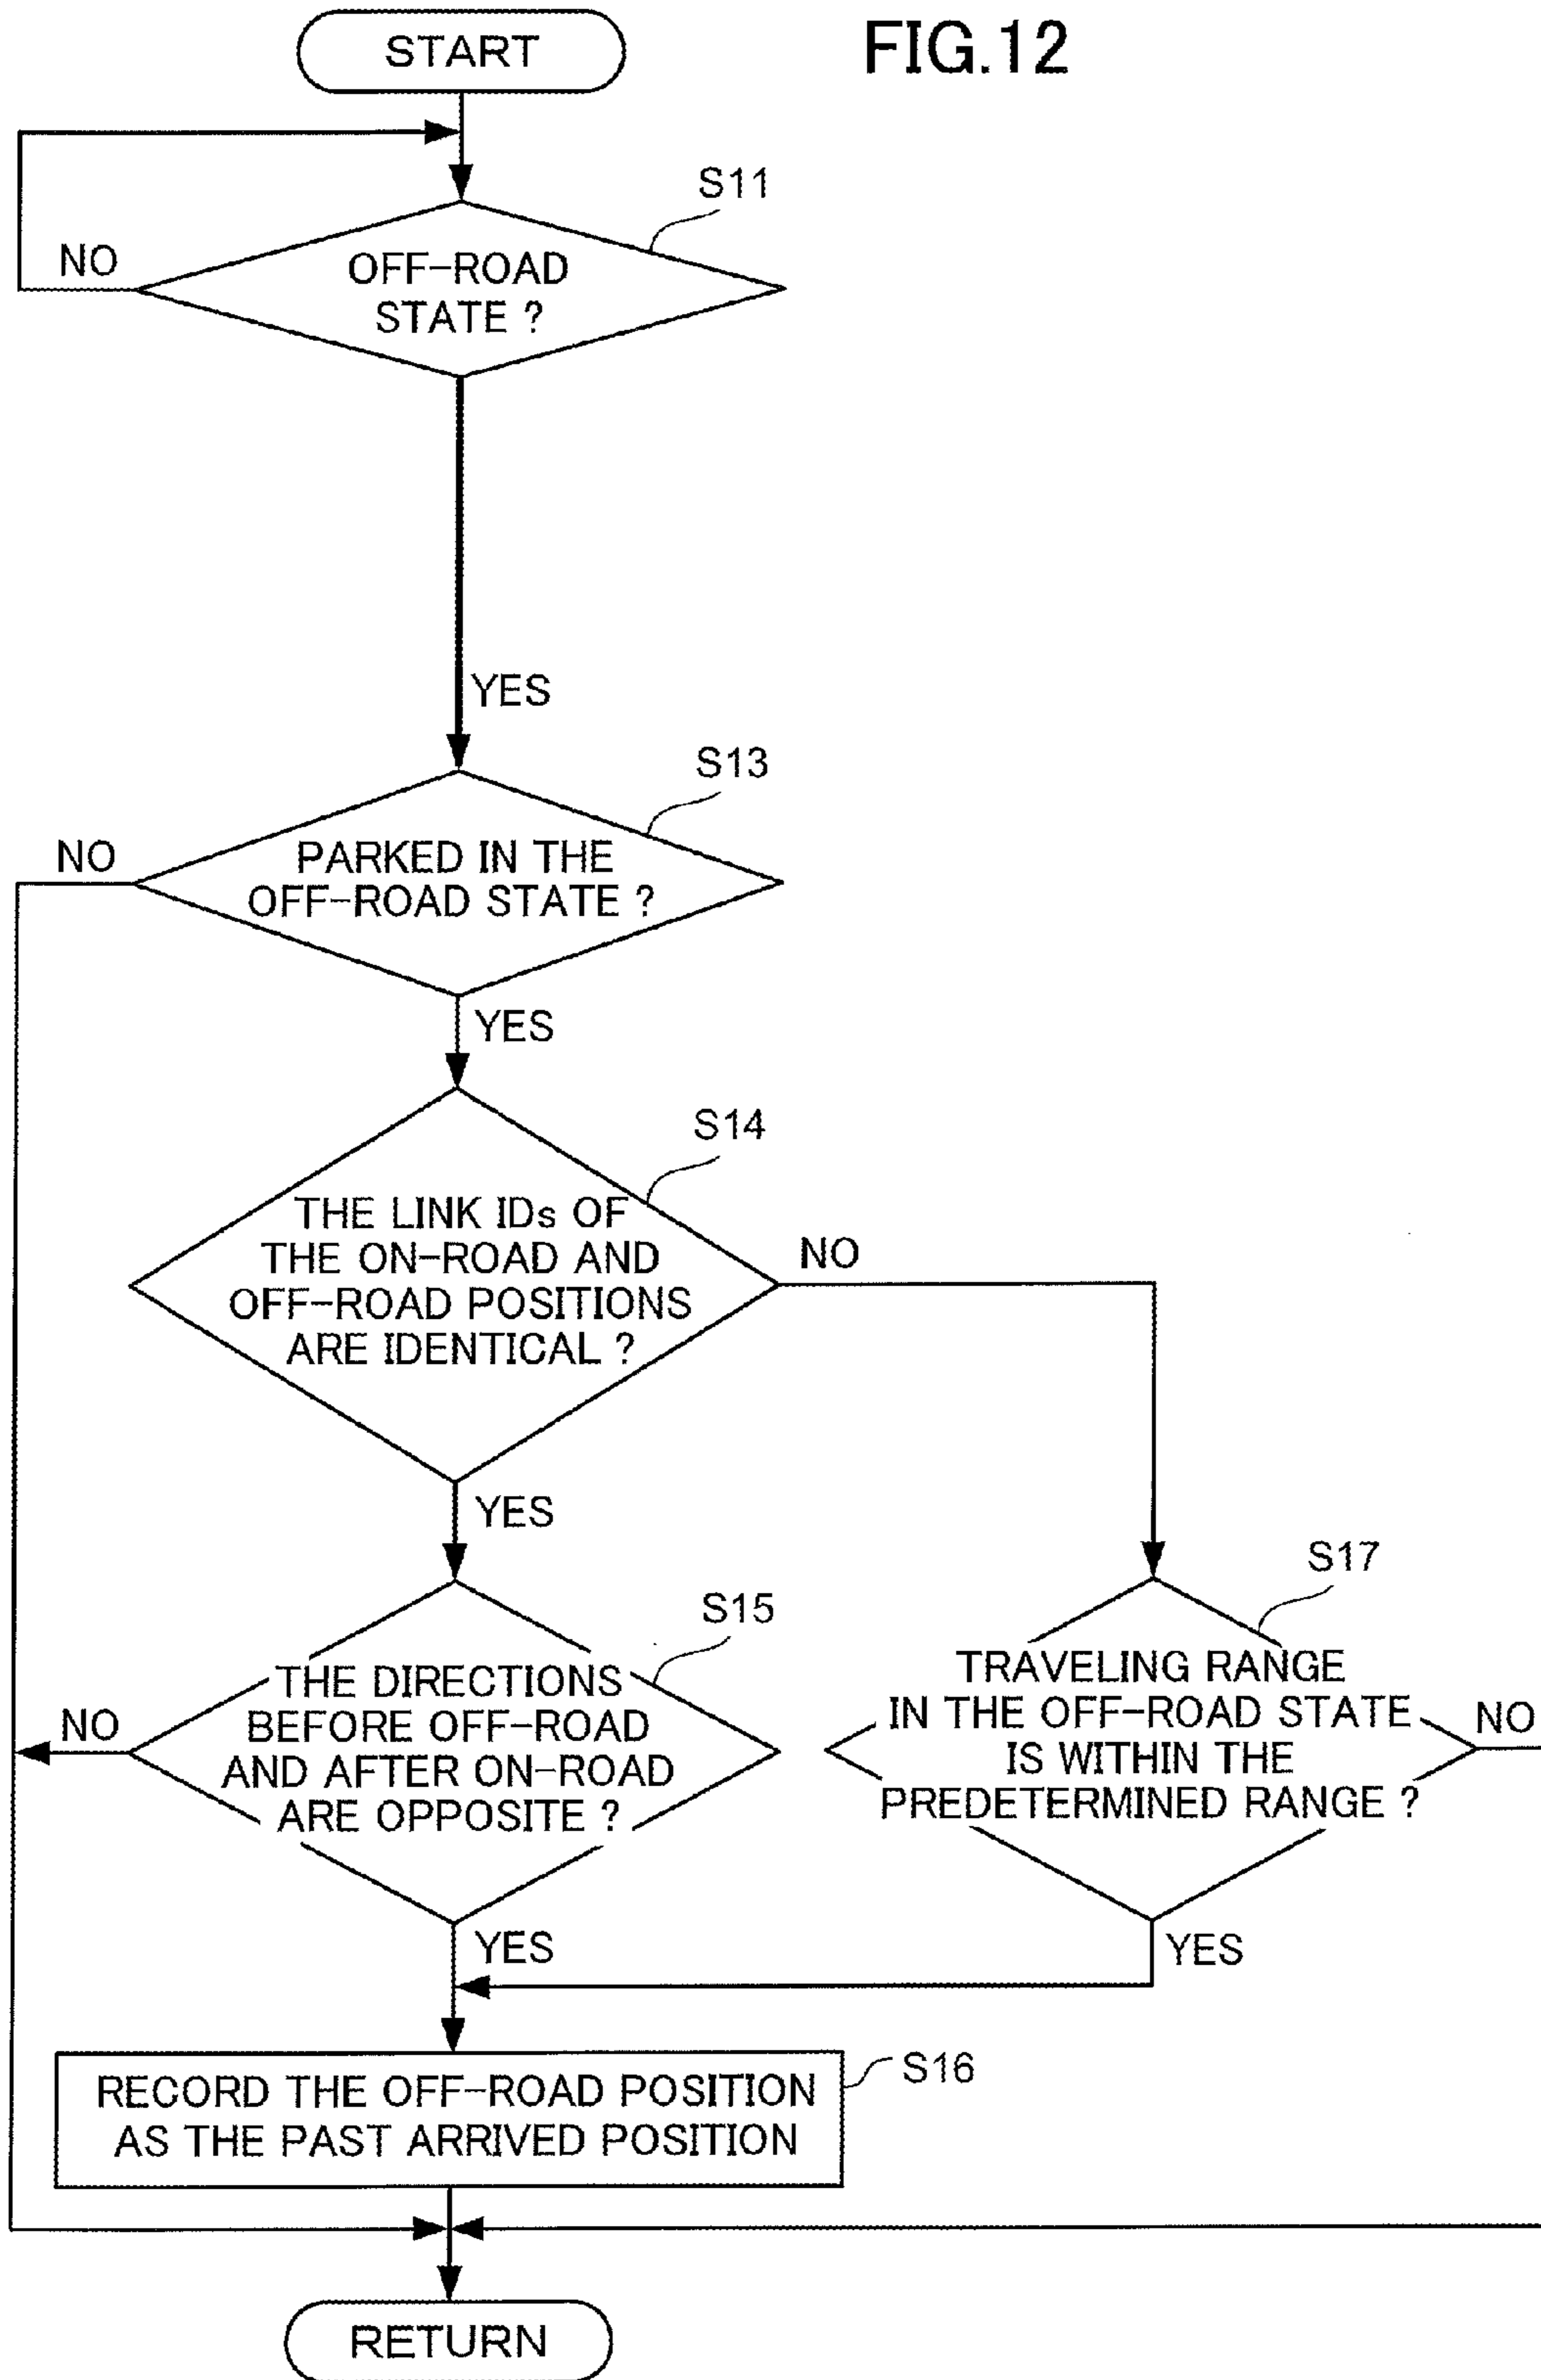 FIG.12
START
S11
NO
OFF-ROAD
STATE ?
YES
S13
NO
PARKED IN THE
OFF-ROAD STATE ?
YES
S14
THE LINK IDs OF
THE ON-ROAD AND
OFF-ROAD POSITIONS
ARE IDENTICAL ?
NO
YES
S15
NO
THE DIRECTIONS
BEFORE OFF-ROAD
AND AFTER ON-ROAD
ARE OPPOSITE ?
YES
S17
TRAVELING RANGE
IN THE OFF-ROAD STATE
IS WITHIN THE
PREDETERMINED RANGE ?
NO
YES
S16
RECORD THE OFF-ROAD POSITION
AS THE PAST ARRIVED POSITION
RETURN